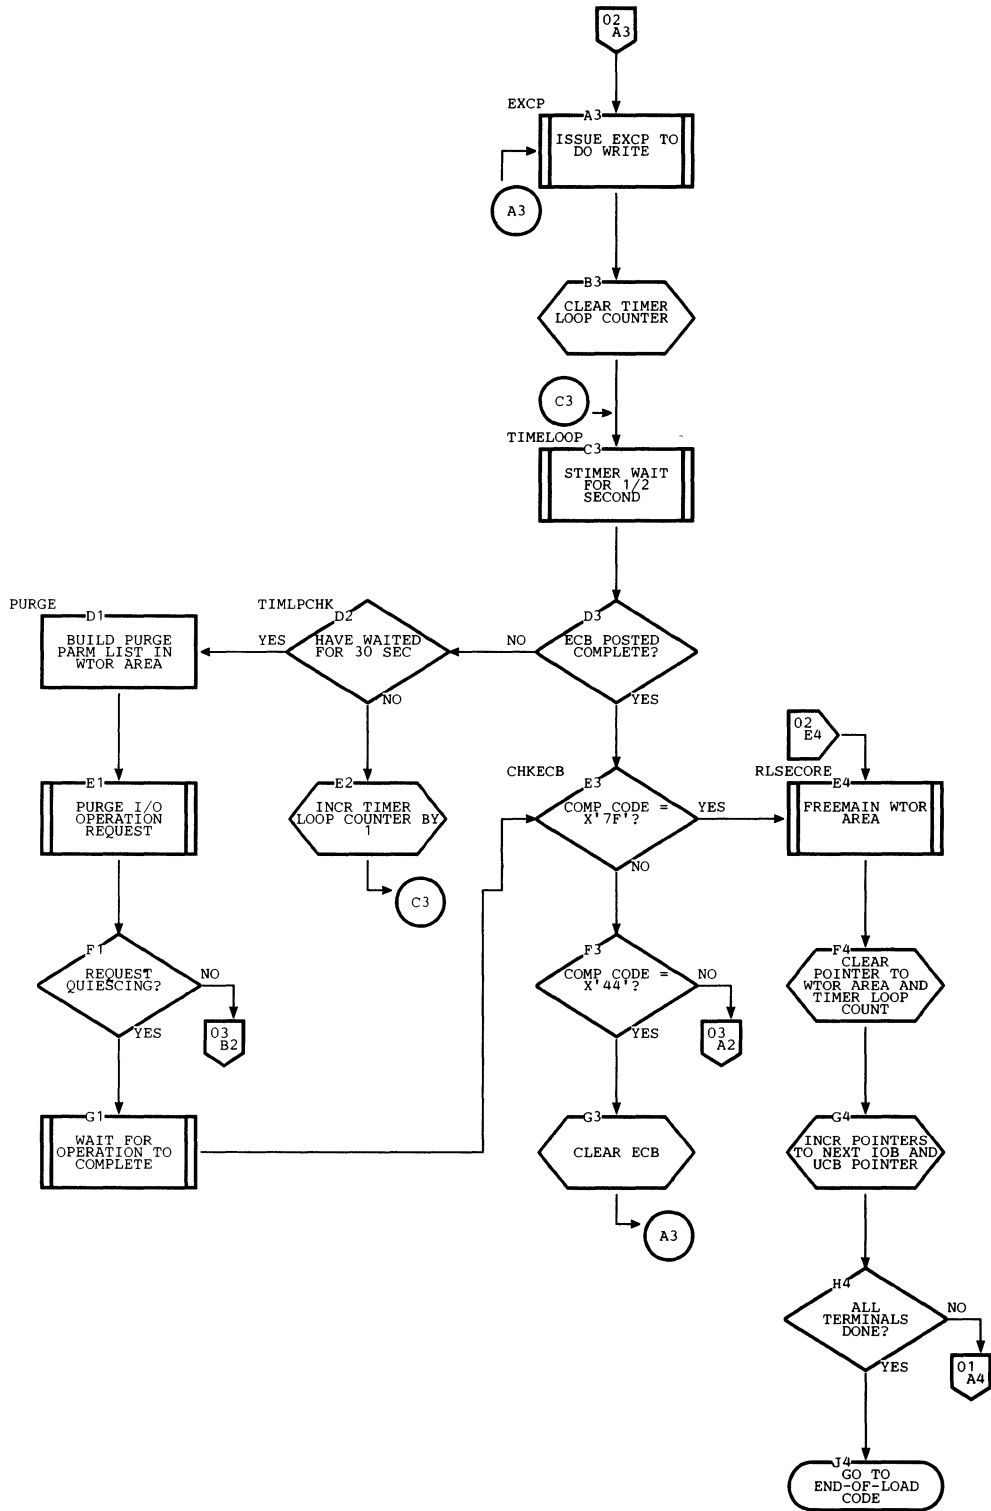 02
A3
EXCP
A3
ISSUE EXCP TO
DO WRITE
A3
B3
CLEAR TIMER
LOOP COUNTER
C3
TIMELOOP
C3
STIMER WAIT
FOR 1/2
SECOND
PURGE
D1
BUILD PURGE
PARM LIST IN
WTOR AREA
YES
TIMLPCHK
D2
HAVE WAITED
FOR 30 SEC
NO
NO
D3
ECB POSTED
COMPLETE?
YES
02
E4
E1
PURGE I/O
OPERATION
REQUEST
E2
INCR TIMER
LOOP COUNTER BY
1
C3
CHKECB
E3
COMP CODE =
X'7F'?
YES
NO
RLSECORE
E4
FREEMAIN WTOR
AREA
F1
REQUEST
QUIESCING?
NO
YES
03
B2
F3
COMP CODE =
X'44'?
NO
YES
03
A2
F4
CLEAR
POINTER TO
WTOR AREA AND
TIMER LOOP
COUNT
G1
WAIT FOR
OPERATION TO
COMPLETE
G3
CLEAR ECB
A3
G4
INCR POINTERS
TO NEXT IOB AND
UCB POINTER
H4
ALL
TERMINALS
DONE?
NO
YES
01
A4
J4
GO TO
END-OF-LOAD
CODE